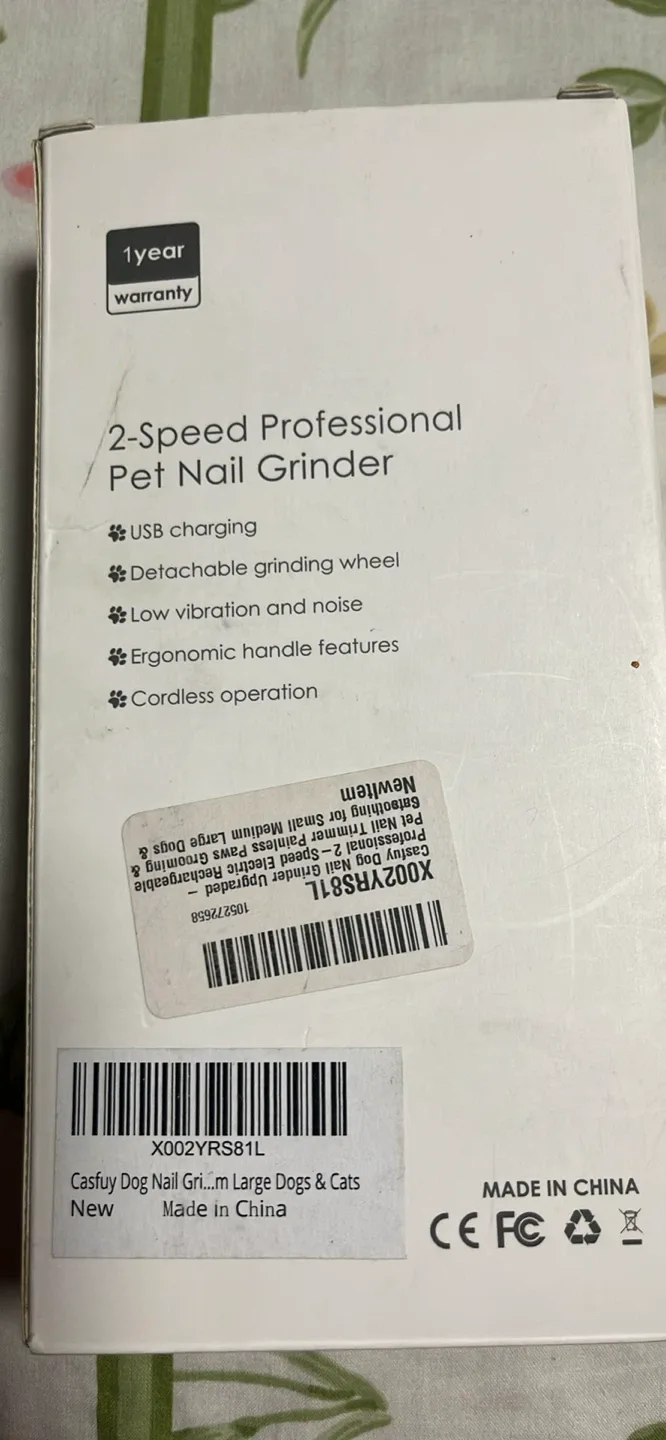 1year
warranty
2-Speed Professional
Pet Nail Grinder
USB charging
Detachable grinding wheel
Low vibration and noise
Ergonomic handle features
Cordless operation
105272658
X002YRS81L
Casfuy Dog Nail Grinder Upgraded -
Professional 2-Speed Electric Rechargeable
Pet Nail Trimmer Painless Paws Grooming &
Smoothing for Small Medium Large Dogs &
NewItem
X002YRS81L
Casfuy Dog Nail Gri...m Large Dogs & Cats
New Made in China
MADE IN CHINA
CE FC